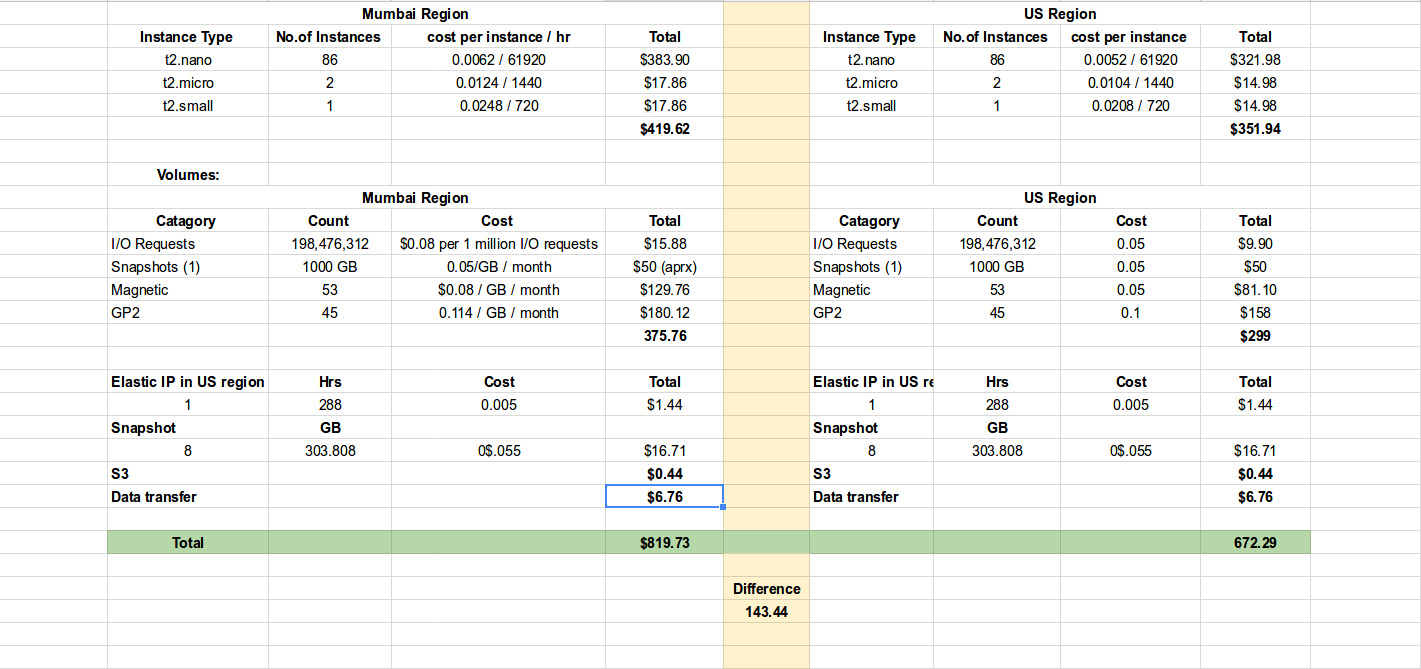 Mumbai Region US Region
Instance Type No.of Instances cost per instance / hr Total Instance Type No.of Instances cost per instance Total
t2.nano 86 0.0062 / 61920 $383.90 t2.nano 86 0.0052 / 61920 $321.98
t2.micro 2 0.0124 / 1440 $17.86 t2.micro 2 0.0104 / 1440 $14.98
t2.small 1 0.0248 / 720 $17.86 t2.small 1 0.0208 / 720 $14.98
$419.62 $351.94
Volumes:
Mumbai Region US Region
Catagory Count Cost Total Catagory Count Cost Total
I/O Requests 198,476,312 $0.08 per 1 million I/O requests $15.88 I/O Requests 198,476,312 0.05 $9.90
Snapshots (1) 1000 GB 0.05/GB / month $50 (aprx) Snapshots (1) 1000 GB 0.05 $50
Magnetic 53 $0.08 / GB / month $129.76 Magnetic 53 0.05 $81.10
GP2 45 0.114 / GB / month $180.12 GP2 45 0.1 $158
375.76 $299
Elastic IP in US region Hrs Cost Total Elastic IP in US re Hrs Cost Total
1 288 0.005 $1.44 1 288 0.005 $1.44
Snapshot GB Snapshot GB
8 303.808 0$.055 $16.71 8 303.808 0$.055 $16.71
S3 $0.44 S3 $0.44
Data transfer $6.76 Data transfer $6.76
Total $819.73 672.29
Difference
143.44